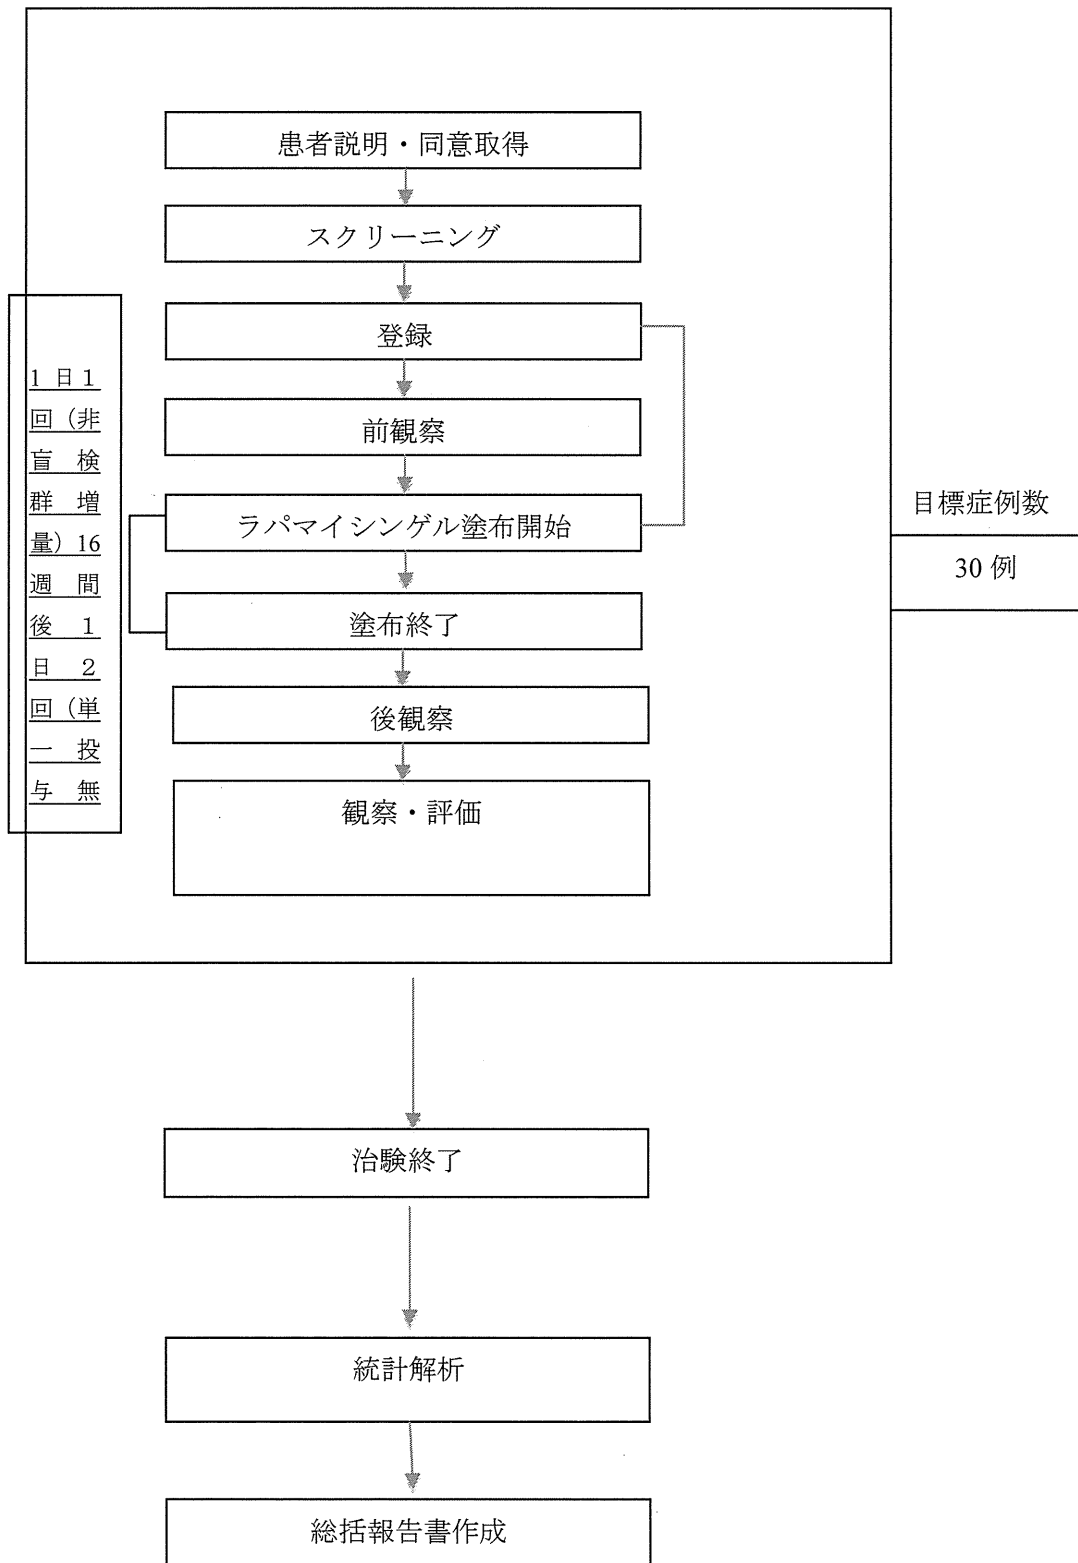 患者説明・同意取得
スクリーニング
登録
前観察
ラパマイシンゲル塗布開始
塗布終了
後観察
観察・評価
1 日 1
回 (非
盲 検
群 増
量) 16
週 間
後 1
日 2
回 (単
一 投
与 無
目標症例数
30 例
治験終了
統計解析
総括報告書作成